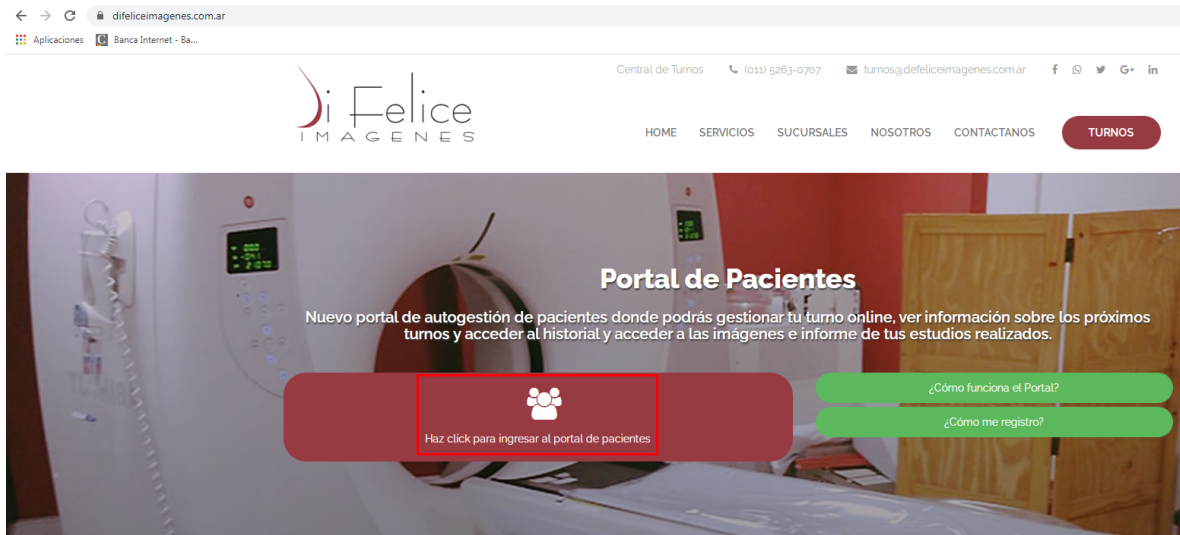 difeliceimagenes.com.ar
Aplicaciones Banca Internet - Ba...
Central de Turnos (011) 5263-0707 turnos@defeliceimagenes.com.ar
Di Felice
IMAGENES
HOME SERVICIOS SUCURSALES NOSOTROS CONTACTANOS TURNOS
Portal de Pacientes
Nuevo portal de autogestión de pacientes donde podrás gestionar tu turno online, ver información sobre los próximos
turnos y acceder al historial y acceder a las imágenes e informe de tus estudios realizados.
¿Cómo funciona el Portal?
¿Cómo me registro?
Haz click para ingresar al portal de pacientes